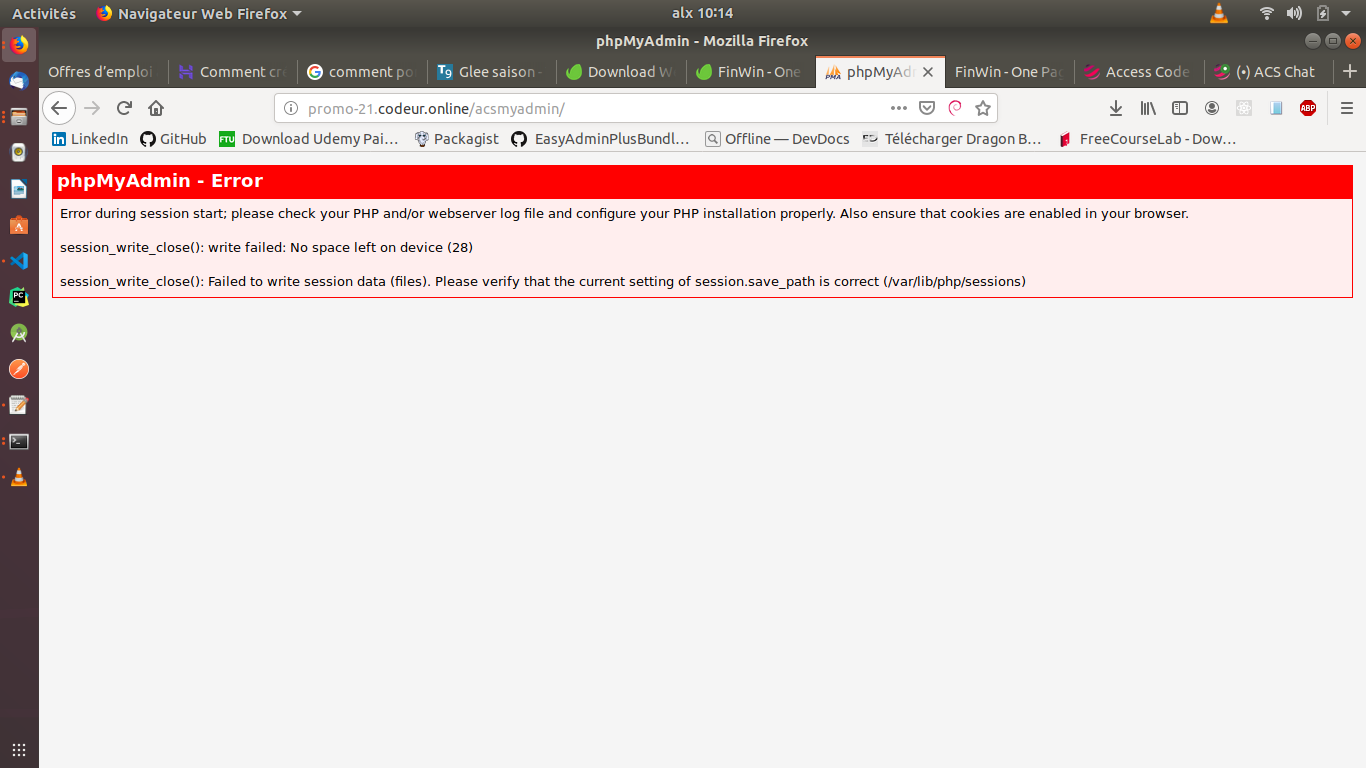 Activités Navigateur Web Firefox alx 10:14
phpMyAdmin - Mozilla Firefox
Offres d'emploi Comment cr comment po Glee saison - Download W FinWin - One phpMyAd FinWin - One Pag Access Code (•) ACS Chat
promo-21.codeur.online/acsmyadmin/
ABP
LinkedIn GitHub FTU Download Udemy Pai… Packagist EasyAdminPlusBundl… Offline — DevDocs Télécharger Dragon B… FreeCourseLab - Dow…
phpMyAdmin - Error
Error during session start; please check your PHP and/or webserver log file and configure your PHP installation properly. Also ensure that cookies are enabled in your browser.
session_write_close(): write failed: No space left on device (28)
session_write_close(): Failed to write session data (files). Please verify that the current setting of session.save_path is correct (/var/lib/php/sessions)